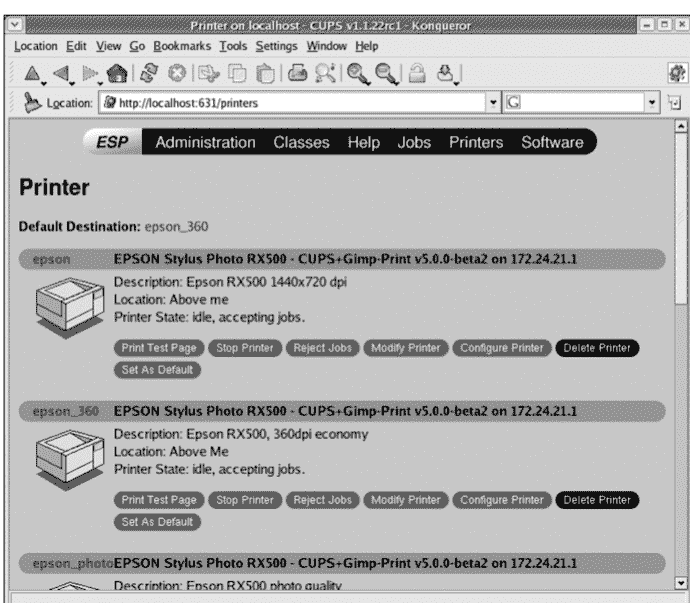 Printer on localhost - CUPS v1.1.22rc1 - Konqueror
Location Edit View Go Bookmarks Tools Settings Window Help
Location: http://localhost:631/printers
ESP Administration Classes Help Jobs Printers Software
Printer
Default Destination: epson_360
epson EPSON Stylus Photo RX500 - CUPS+Gimp-Print v5.0.0-beta2 on 172.24.21.1
Description: Epson RX500 1440x720 dpi
Location: Above me
Printer State: idle, accepting jobs.
Print Test Page Stop Printer Reject Jobs Modify Printer Configure Printer Delete Printer
Set As Default
epson_360 EPSON Stylus Photo RX500 - CUPS+Gimp-Print v5.0.0-beta2 on 172.24.21.1
Description: Epson RX500, 360dpi economy
Location: Above Me
Printer State: idle, accepting jobs.
Print Test Page Stop Printer Reject Jobs Modify Printer Configure Printer Delete Printer
Set As Default
epson_photo EPSON Stylus Photo RX500 - CUPS+Gimp-Print v5.0.0-beta2 on 172.24.21.1
Description: Epson RX500 photo quality